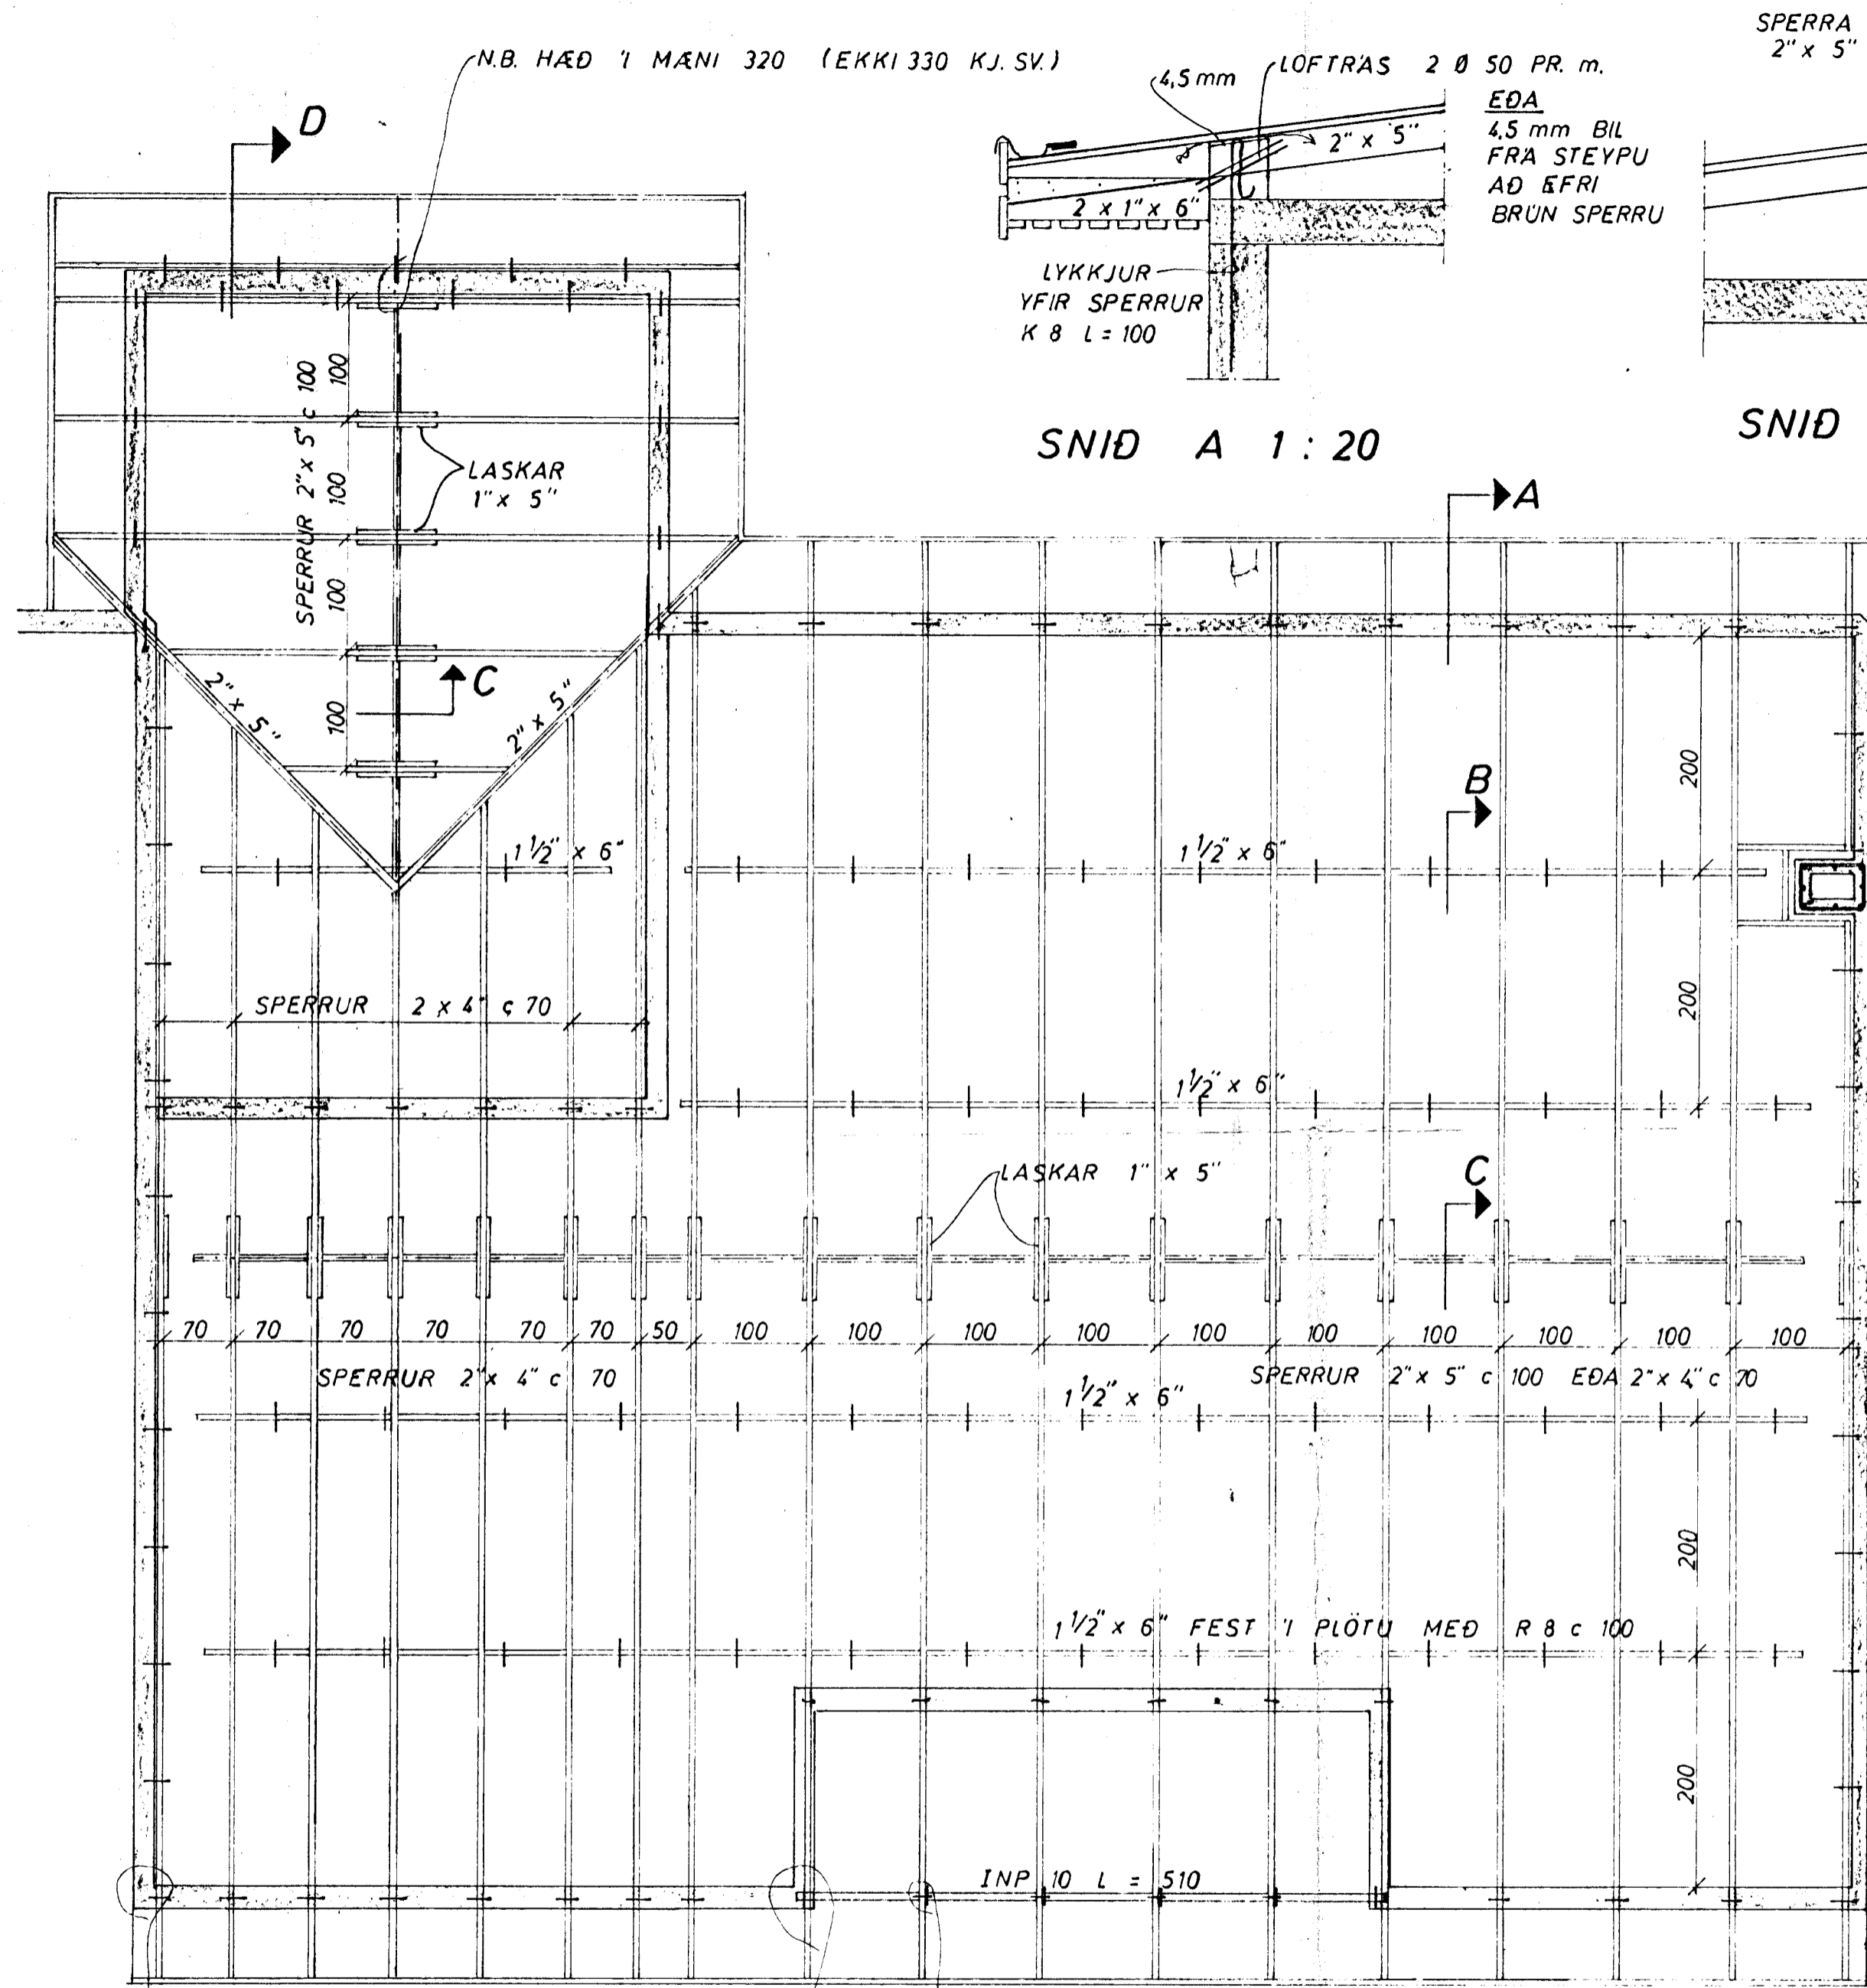 N.B. HÆÐ Í MÆNI 320 (EKKI 330 KJ. SV.)
4,5 mm
LOFTRÁS 2 Ø 50 PR. m.
EÐA
4,5 mm BIL
FRÁ STEYPU
AÐ EFRI
BRÚN SPERRU
SPERRA
2" x 5"
2" x 5"
2 x 1" x 6"
LYKKJUR
YFIR SPERRUR
K 8 L = 100
SNIÐ A 1 : 20
SNIÐ
D
SPERRUR 2" x 5" c 100
100
100
100
100
LASKAR
1" x 5"
A
2" x 5"
C
2" x 5"
200
B
1 1/2" x 6"
1 1/2" x 6"
SPERRUR 2 x 4" c 70
200
1 1/2" x 6"
LASKAR 1" x 5"
C
70 70 70 70 70 70 50 100 100 100 100 100 100 100 100 100 100
SPERRUR 2" x 4" c 70
SPERRUR 2" x 5" c 100 EÐA 2" x 4" c 70
1 1/2" x 6"
200
1 1/2" x 6" FEST Í PLÖTU MEÐ R 8 c 100
200
INP 10 L = 510